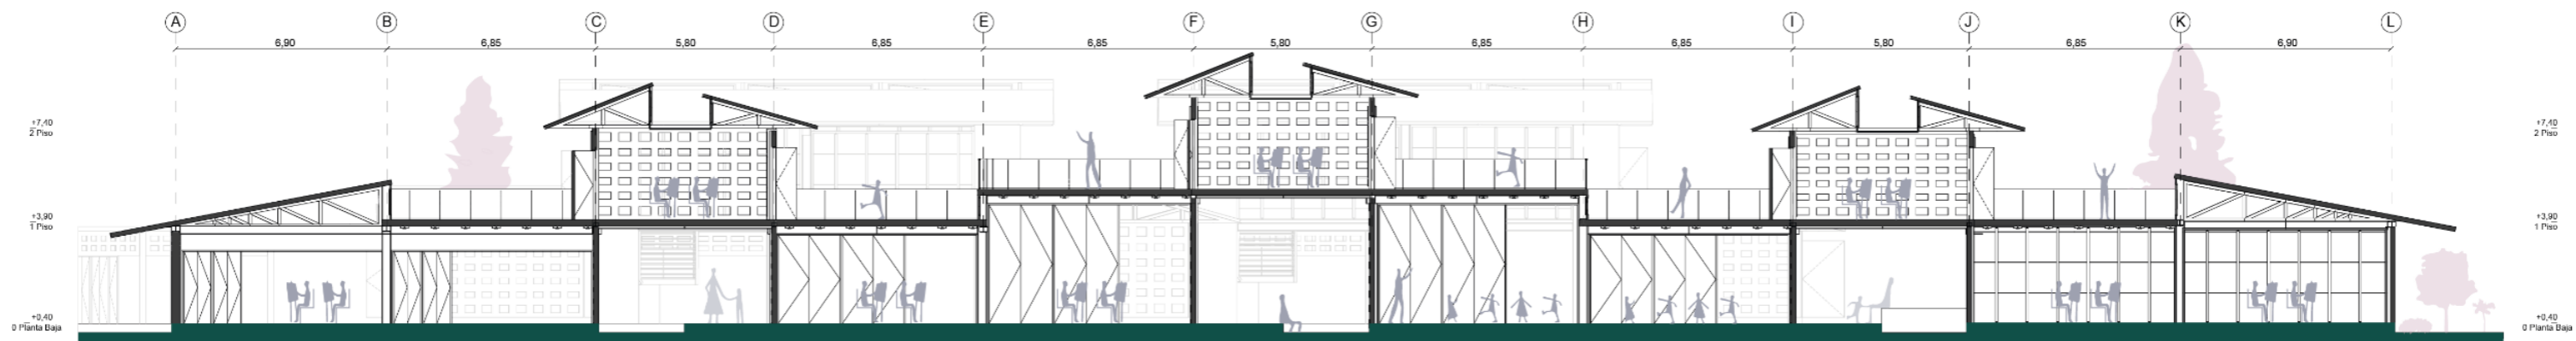 A B C D E F G H I J K L
6,90 6,85 5,80 6,85 6,85 5,80 6,85 6,85 5,80 6,85 6,90
+7,40
2 Piso
+3,90
1 Piso
+0,40
0 Planta Baja
+7,40
2 Piso
+3,90
1 Piso
+0,40
0 Planta Baja